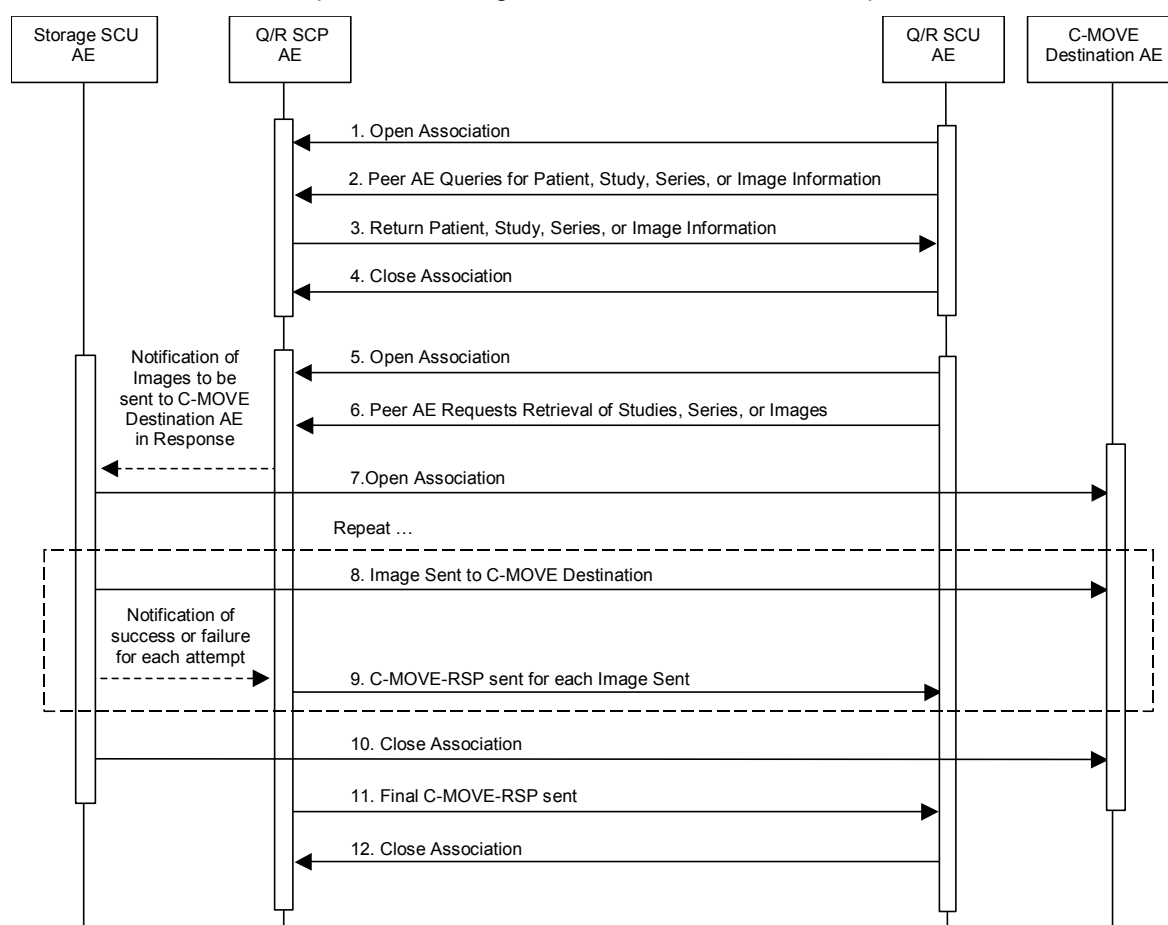 Storage SCU
AE
Q/R SCP
AE
Q/R SCU
AE
C-MOVE
Destination AE
1. Open Association
2. Peer AE Queries for Patient, Study, Series, or Image Information
3. Return Patient, Study, Series, or Image Information
4. Close Association
Notification of
Images to be
sent to C-MOVE
Destination AE
in Response
5. Open Association
6. Peer AE Requests Retrieval of Studies, Series, or Images
7.Open Association
Repeat …
8. Image Sent to C-MOVE Destination
Notification of
success or failure
for each attempt
9. C-MOVE-RSP sent for each Image Sent
10. Close Association
11. Final C-MOVE-RSP sent
12. Close Association